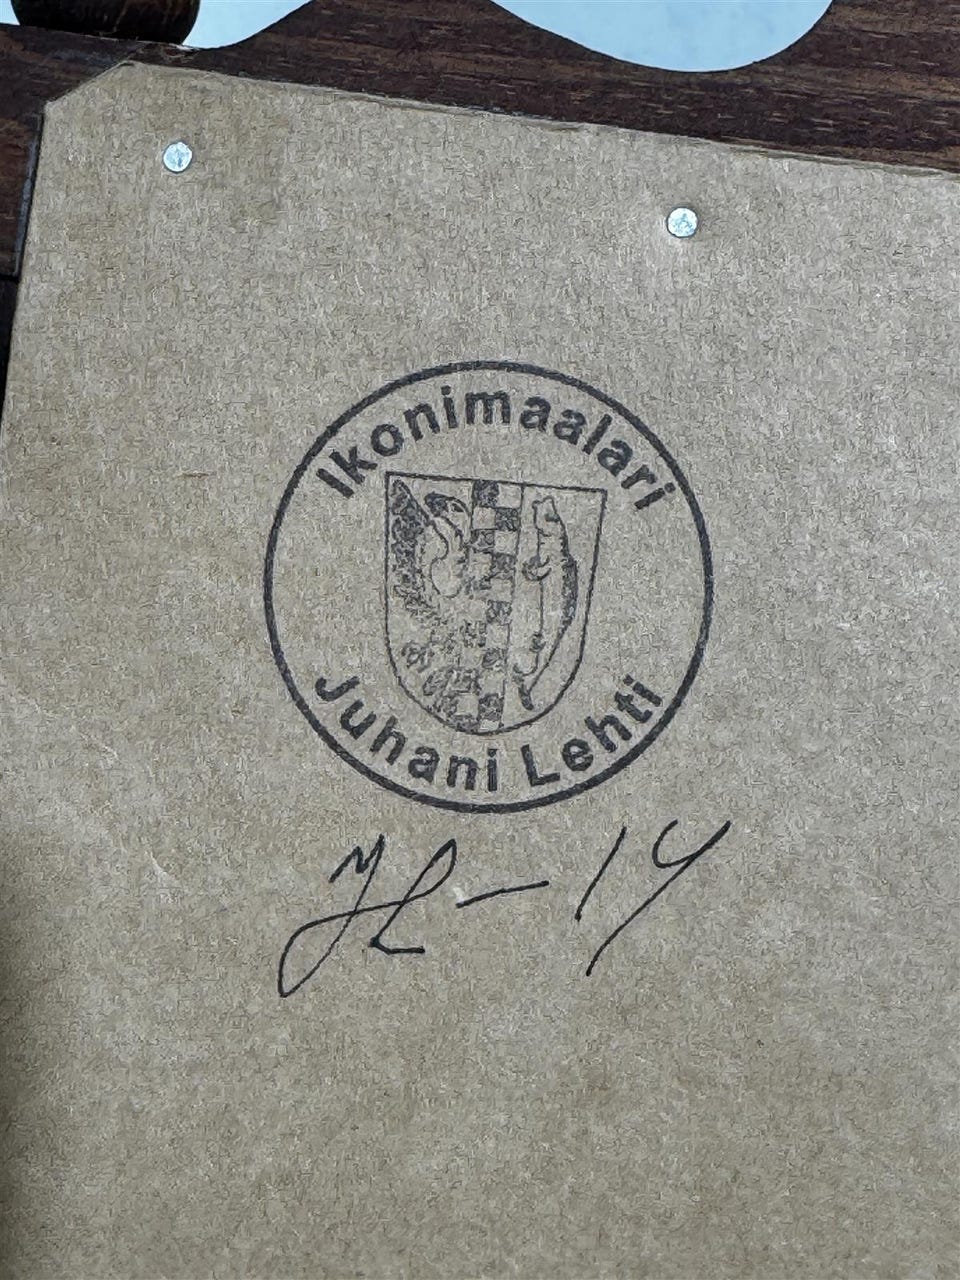 Ikonimaalari
Juhani Lehti
JL - 14